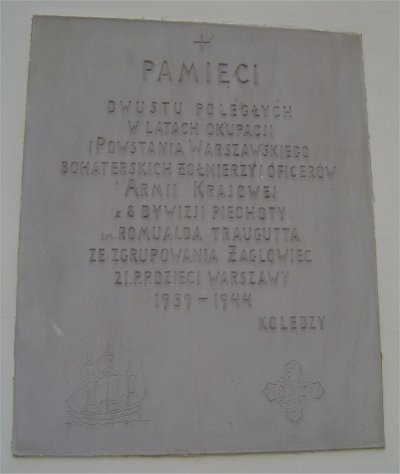 PAMIĘCI
DWUSTU POLEGŁYCH
W LATACH OKUPACJI
I POWSTANIA WARSZAWSKIEGO
BOHATERSKICH ŻOŁNIERZY I OFICERÓW
ARMII KRAJOWEJ
Z 8 DYWIZJI PIECHOTY
IM. ROMUALDA TRAUGUTTA
ZE ZGRUPOWANIA ŻAGLOWIEC
21. P.P. DZIECI WARSZAWY
1939 – 1944
KOLEDZY